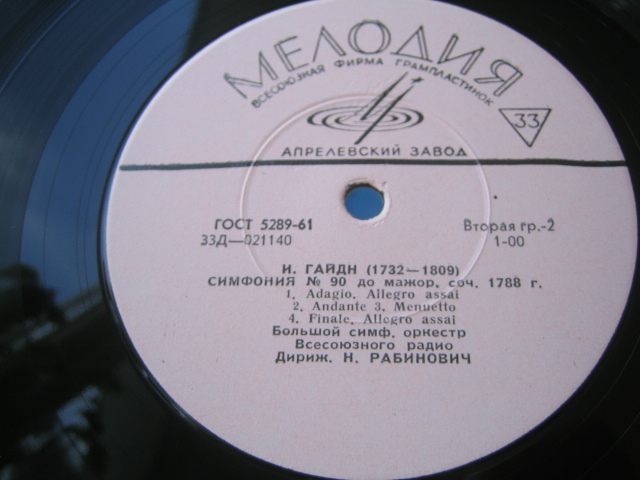 МЕЛОДИЯ
ВСЕСОЮЗНАЯ ФИРМА ГРАМПЛАСТИНОК
33
АПРЕЛЕВСКИЙ ЗАВОД
ГОСТ 5289-61 Вторая гр.-2
33Д—021140 1-00
И. ГАЙДН (1732—1809)
СИМФОНИЯ № 90 до мажор, соч. 1788 г.
1. Adagio, Allegro assai
2. Andante 3. Menuetto
4. Finale, Allegro assai
Большой симф. оркестр
Всесоюзного радио
Дириж. Н. РАБИНОВИЧ